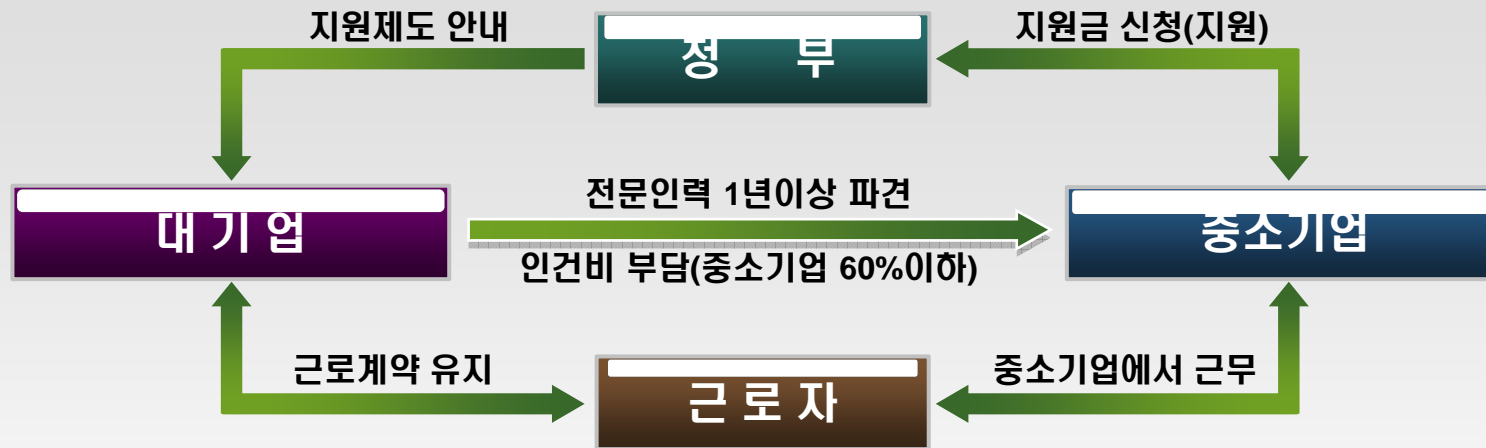 지원제도 안내
정 부
지원금 신청(지원)
전문인력 1년이상 파견
대 기 업
중소기업
인건비 부담(중소기업 60%이하)
근로계약 유지
근 로 자
중소기업에서 근무